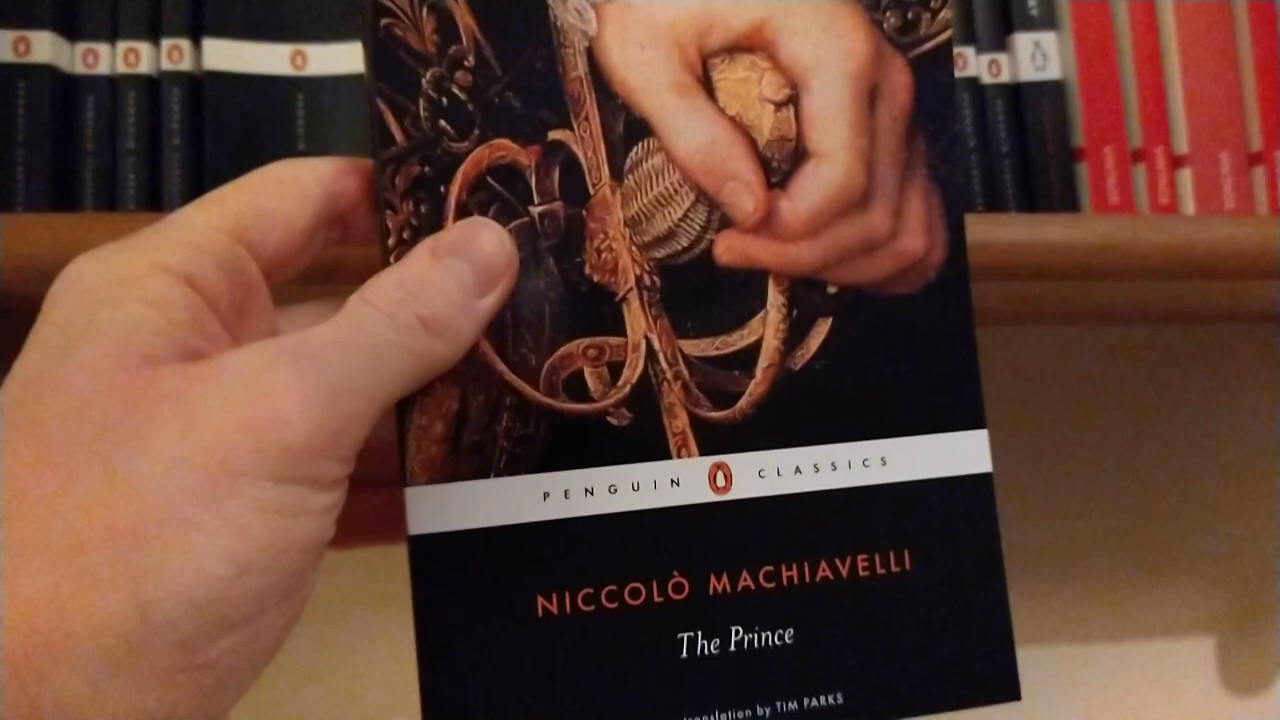 PENGUIN CLASSICS
NICCOLÒ MACHIAVELLI
The Prince
translation by TIM PARKS